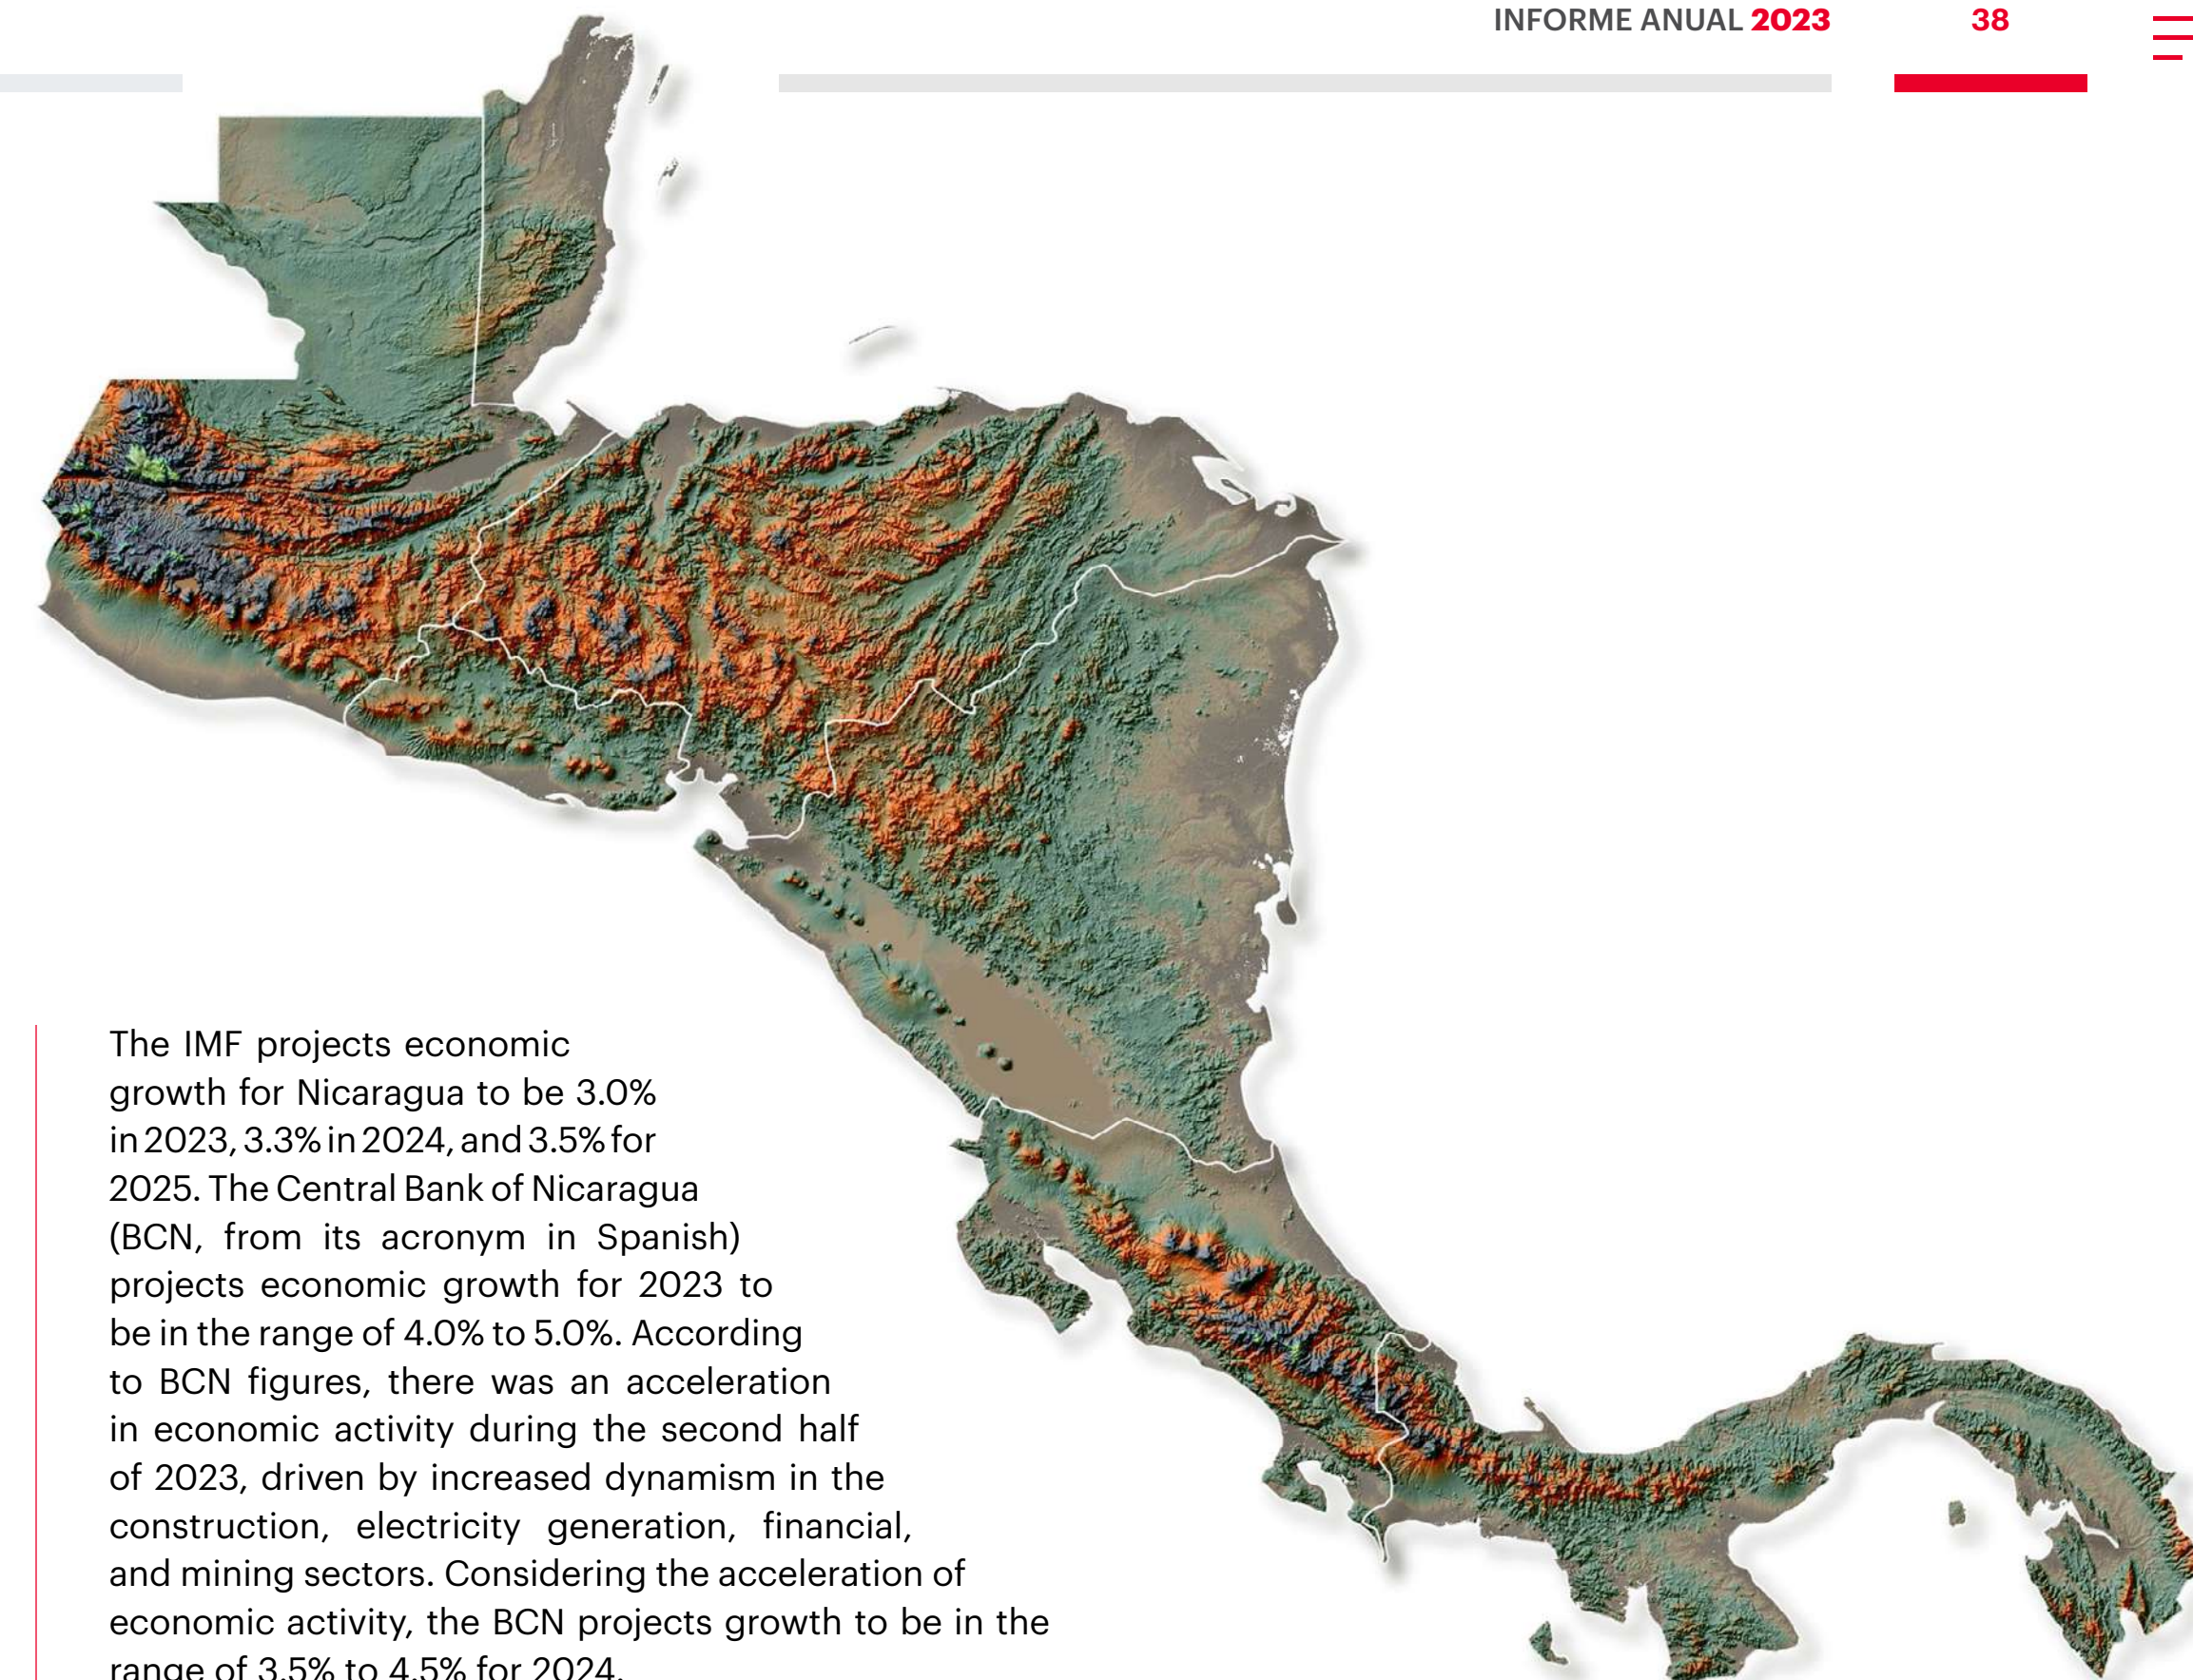 INFORME ANUAL 2023 38
The IMF projects economic
growth for Nicaragua to be 3.0%
in 2023, 3.3% in 2024, and 3.5% for
2025. The Central Bank of Nicaragua
(BCN, from its acronym in Spanish)
projects economic growth for 2023 to
be in the range of 4.0% to 5.0%. According
to BCN figures, there was an acceleration
in economic activity during the second half
of 2023, driven by increased dynamism in the
construction, electricity generation, financial,
and mining sectors. Considering the acceleration of
economic activity, the BCN projects growth to be in the
range of 3.5% to 4.5% for 2024.